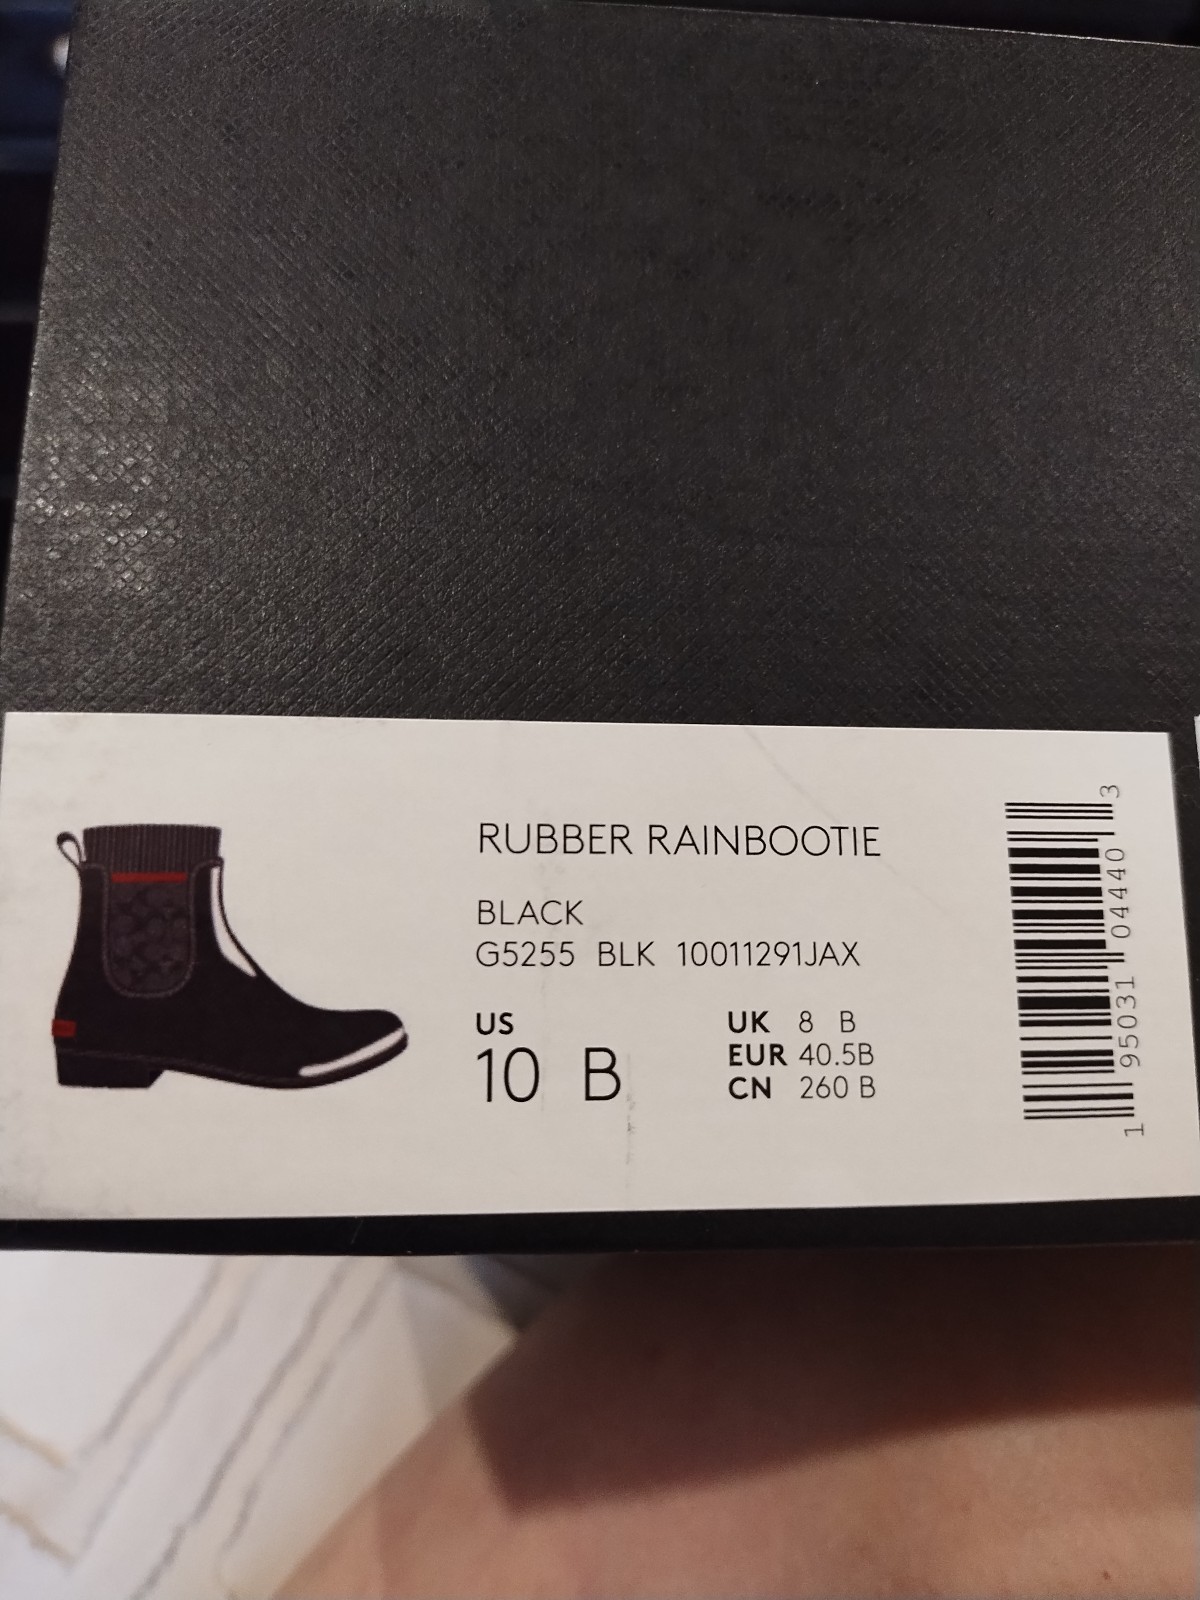 RUBBER RAINBOOTIE
BLACK
G5255 BLK 10011291JAX
US
10 B
UK 8 B
EUR 40.5B
CN 260 B
1 95031 04440 3